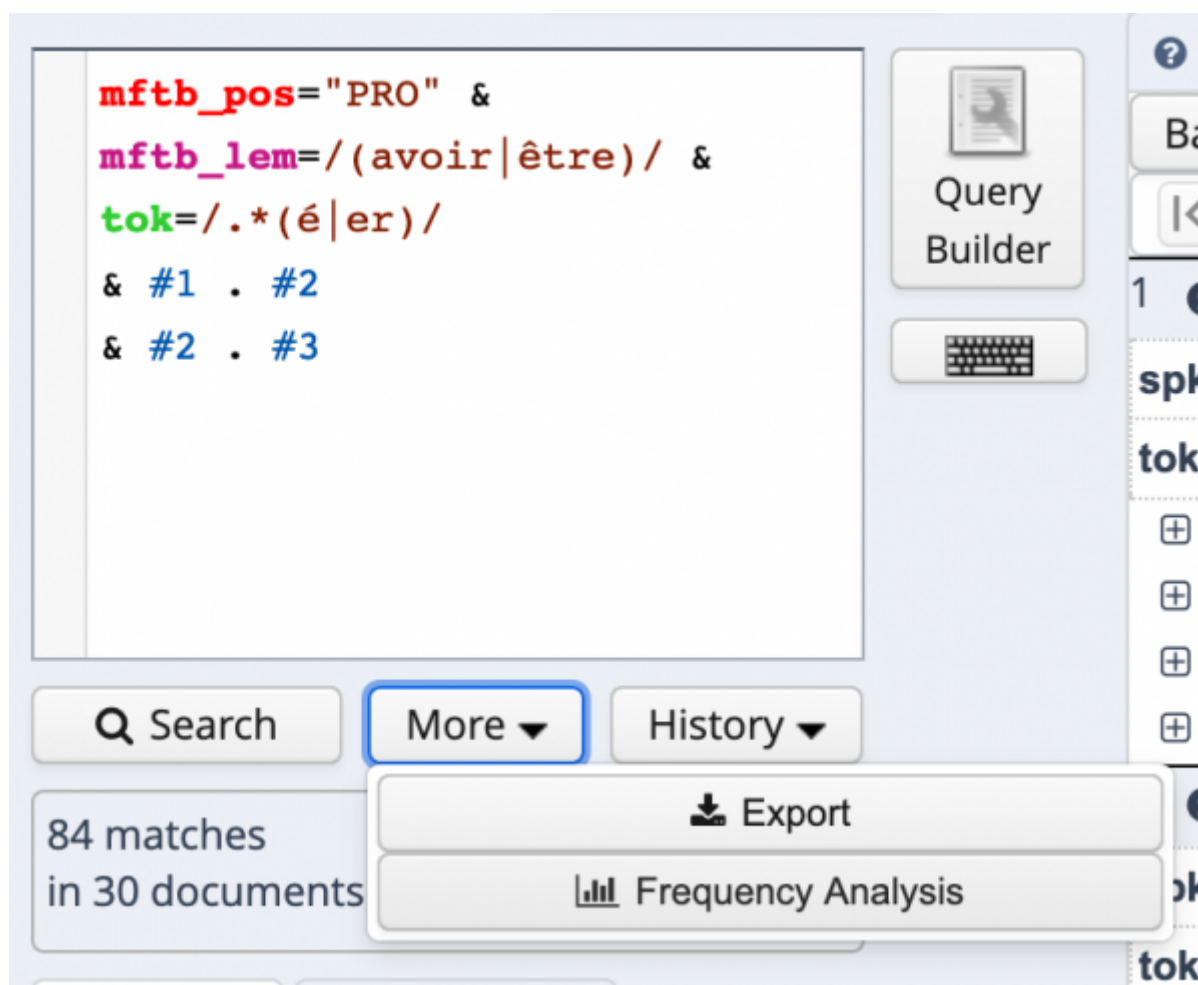 mftb_pos="PRO" &
mftb_lem=/(avoir|être)/ &
tok=/.*(é|er)/
& #1 . #2
& #2 . #3
Query
Builder
Search
More
History
Export
Frequency Analysis
84 matches
in 30 documents
?
Ba
1
spk
tok
tok